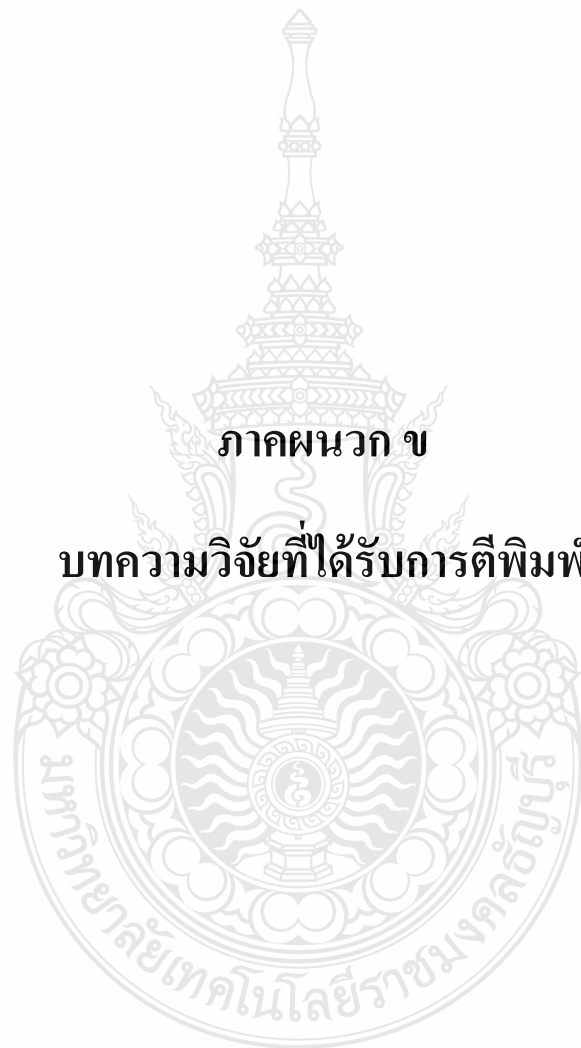 ภาคผนวก ข
บทความวิจัยที่ได้รับการตีพิมพ์
มหาวิทยาลัยเทคโนโลยีราชมงคลธัญบุรี